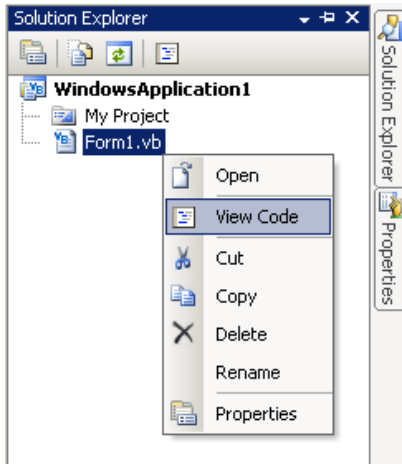 Solution Explorer
WindowsApplication1
My Project
Form1.vb
Open
View Code
Cut
Copy
Delete
Rename
Properties
Solution Explorer
Properties